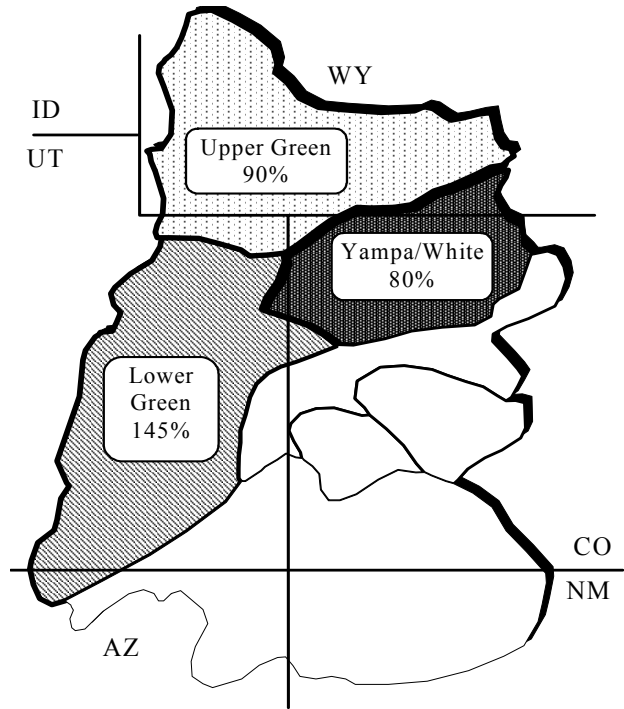 WY
ID
UT
Upper Green
90%
Yampa/White
80%
Lower
Green
145%
CO
NM
AZ